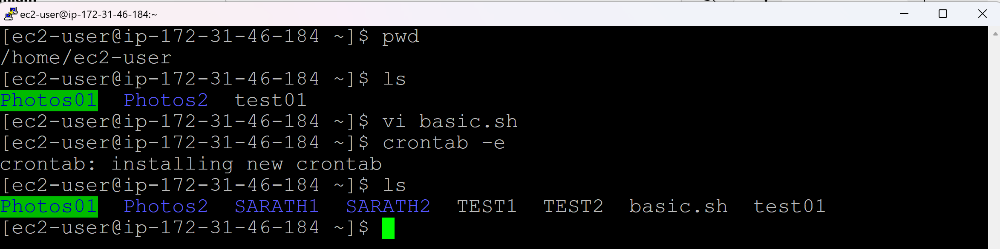 ec2-user@ip-172-31-46-184:~
[ec2-user@ip-172-31-46-184 ~]$ pwd
/home/ec2-user
[ec2-user@ip-172-31-46-184 ~]$ ls
Photos01  Photos2  test01
[ec2-user@ip-172-31-46-184 ~]$ vi basic.sh
[ec2-user@ip-172-31-46-184 ~]$ crontab -e
crontab: installing new crontab
[ec2-user@ip-172-31-46-184 ~]$ ls
Photos01  Photos2  SARATH1  SARATH2  TEST1  TEST2  basic.sh  test01
[ec2-user@ip-172-31-46-184 ~]$